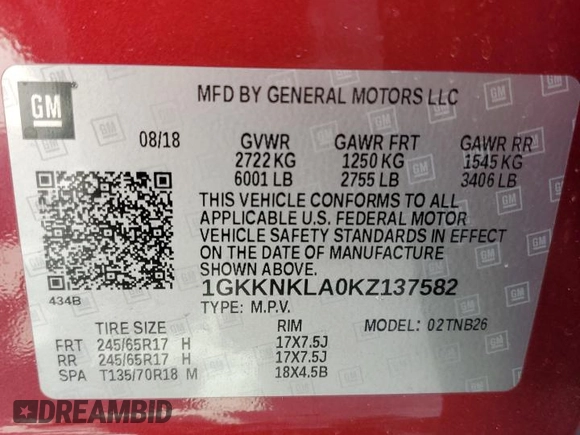 GM
MFD BY GENERAL MOTORS LLC
08/18 GVWR GAWR FRT GAWR RR
2722 KG 1250 KG 1545 KG
6001 LB 2755 LB 3406 LB
THIS VEHICLE CONFORMS TO ALL
APPLICABLE U.S. FEDERAL MOTOR
VEHICLE SAFETY STANDARDS IN EFFECT
ON THE DATE OF MANUFACTURE
SHOWN ABOVE.
434B
1GKKNKLA0KZ137582
TYPE: M.P.V.
TIRE SIZE RIM MODEL: 02TNB26
FRT 245/65R17 H 17X7.5J
RR 245/65R17 H 17X7.5J
SPA T135/70R18 M 18X4.5B
DREAMBID